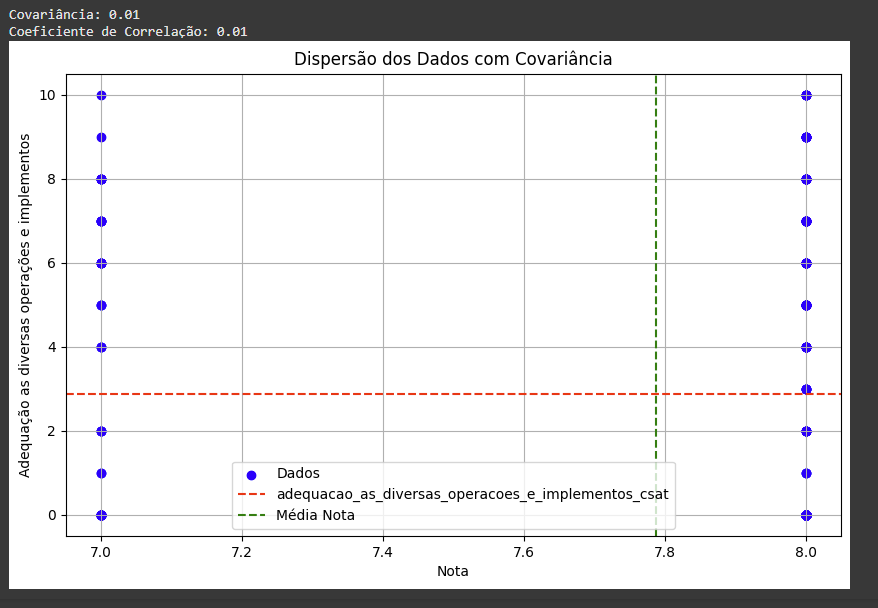 Covariância: 0.01
Coeficiente de Correlação: 0.01
Dispersão dos Dados com Covariância
Adequação as diversas operações e implementos
10
8
6
4
2
0
Dados
adequacao_as_diversas_operacoes_e_implementos_csat
Média Nota
7.0 7.2 7.4 7.6 7.8 8.0
Nota